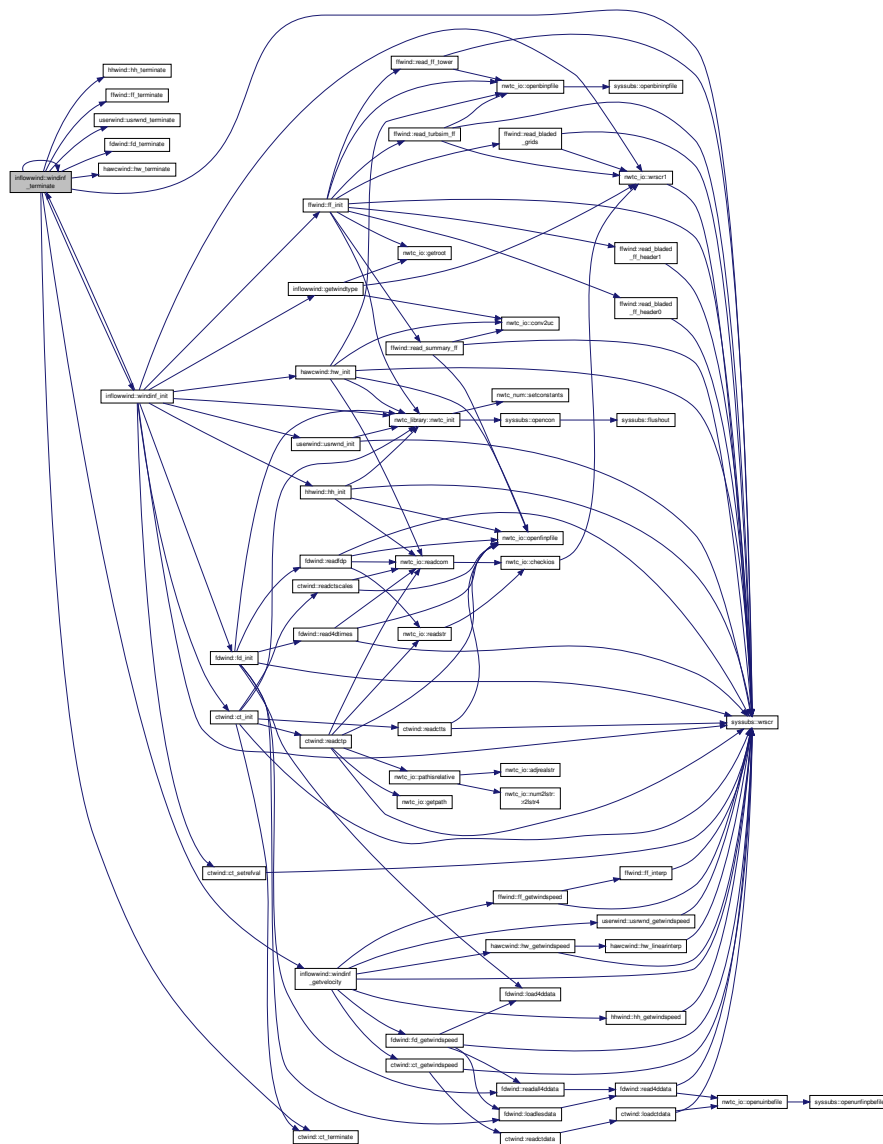 hhwind::hh_terminate
ffwind::ff_terminate
userwind::usrwnd_terminate
fdwind::fd_terminate
hawcwind::hw_terminate
inflowwind::windinf
_terminate
ffwind::read_ff_tower
nwtc_io::openbinpfile
syssubs::openbininpfile
ffwind::read_turbsim_ff
ffwind::read_bladed
_grids
nwtc_io::wrscr1
ffwind::ff_init
nwtc_io::getroot
ffwind::read_bladed
_ff_header1
inflowwind::getwindtype
ffwind::read_bladed
_ff_header0
nwtc_io::conv2uc
ffwind::read_summary_ff
hawcwind::hw_init
inflowwind::windinf_init
nwtc_num::setconstants
nwtc_library::nwtc_init
syssubs::opencon
syssubs::flushout
userwind::usrwnd_init
hhwind::hh_init
nwtc_io::openfinpfile
fdwind::readfdp
nwtc_io::readcom
nwtc_io::checkios
ctwind::readctscales
fdwind::read4dtimes
nwtc_io::readstr
fdwind::fd_init
ctwind::ct_init
ctwind::readctts
syssubs::wrscr
ctwind::readctp
nwtc_io::pathisrelative
nwtc_io::adjrealstr
nwtc_io::num2lstr::
r2lstr4
nwtc_io::getpath
ctwind::ct_setrefval
ffwind::ff_interp
ffwind::ff_getwindspeed
userwind::usrwnd_getwindspeed
hawcwind::hw_getwindspeed
hawcwind::hw_linearinterp
inflowwind::windinf
_getvelocity
fdwind::load4ddata
hhwind::hh_getwindspeed
fdwind::fd_getwindspeed
ctwind::ct_getwindspeed
fdwind::readall4ddata
fdwind::read4ddata
nwtc_io::openuinbefile
syssubs::openunfinpbefile
fdwind::loadlesdata
ctwind::loadctdata
ctwind::ct_terminate
ctwind::readctdata